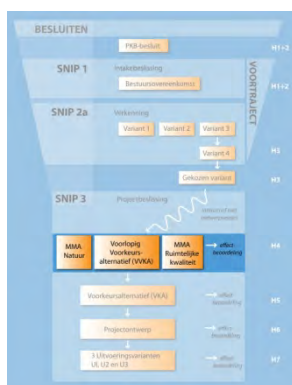 BESLUITEN
PKB-besluit
H1+2
SNIP 1
Intakebeslissing
Bestuursovereenkomst
H1+2
VOORTRAJECT
SNIP 2a
Verkenning
Variant 1
Variant 2
Variant 3
Variant 4
H2
Gekozen variant
H3
SNIP 3
Projectbeslissing
MMA
Natuur
Voorlopig
Voorkeurs-
alternatief (VVKA)
MMA
Ruimtelijke
kwaliteit
effect-
beoordeling
H4
Voorkeursalternatief (VKA)
effect-
beoordeling
H5
Projectontwerp
effect-
beoordeling
H6
3 Uitvoeringsvarianten
U1, U2 en U3
effect-
beoordeling
H7